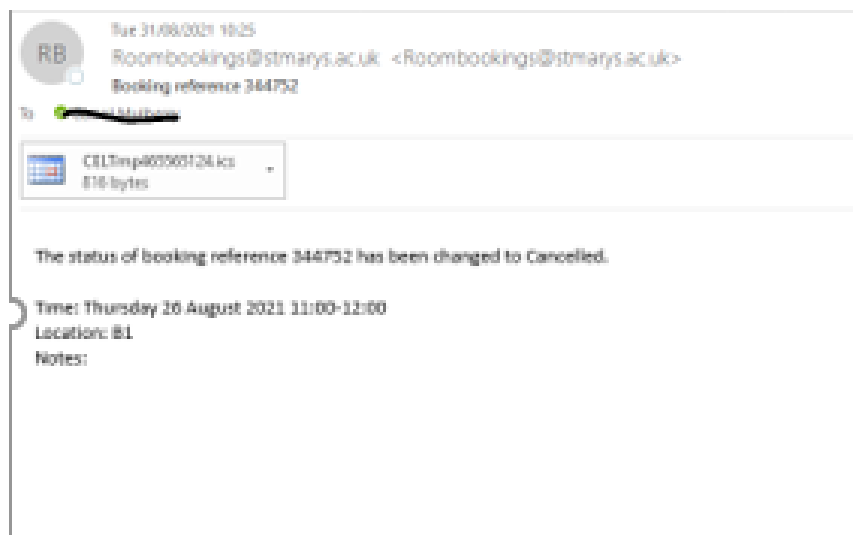 Tue 31/08/2021 10:25
RB
Roombookings@stmarys.ac.uk <Roombookings@stmarys.ac.uk>
Booking reference 344752
To
816 bytes
The status of booking reference 344752 has been changed to Cancelled.
Time: Thursday 26 August 2021 11:00-12:00
Location: B1
Notes: